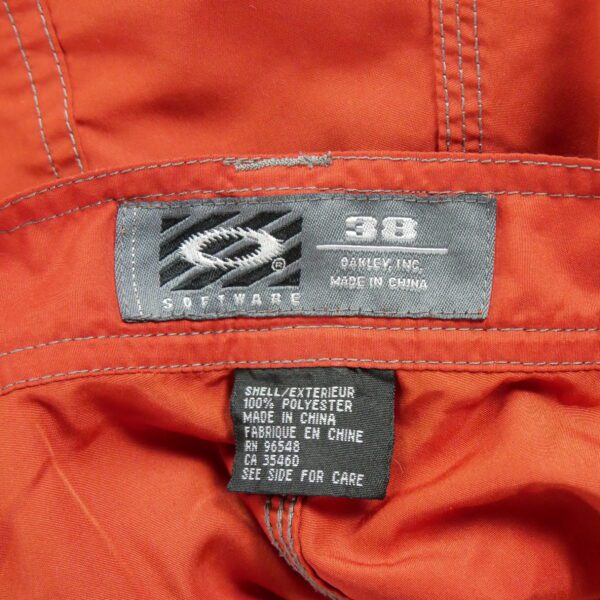 38
OAKLEY, INC.
MADE IN CHINA
®
SOFTWARE
SHELL/EXTERIEUR
100% POLYESTER
MADE IN CHINA
FABRIQUE EN CHINE
RN 96548
CA 35460
SEE SIDE FOR CARE